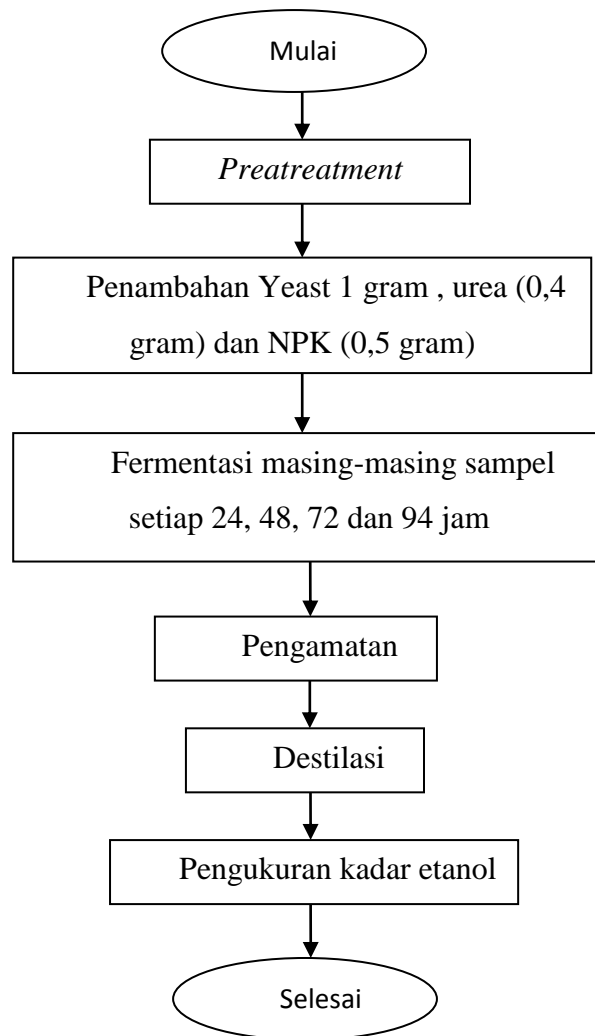 Mulai
Preatreatment
Penambahan Yeast 1 gram , urea (0,4
gram) dan NPK (0,5 gram)
Fermentasi masing-masing sampel
setiap 24, 48, 72 dan 94 jam
Pengamatan
Destilasi
Pengukuran kadar etanol
Selesai